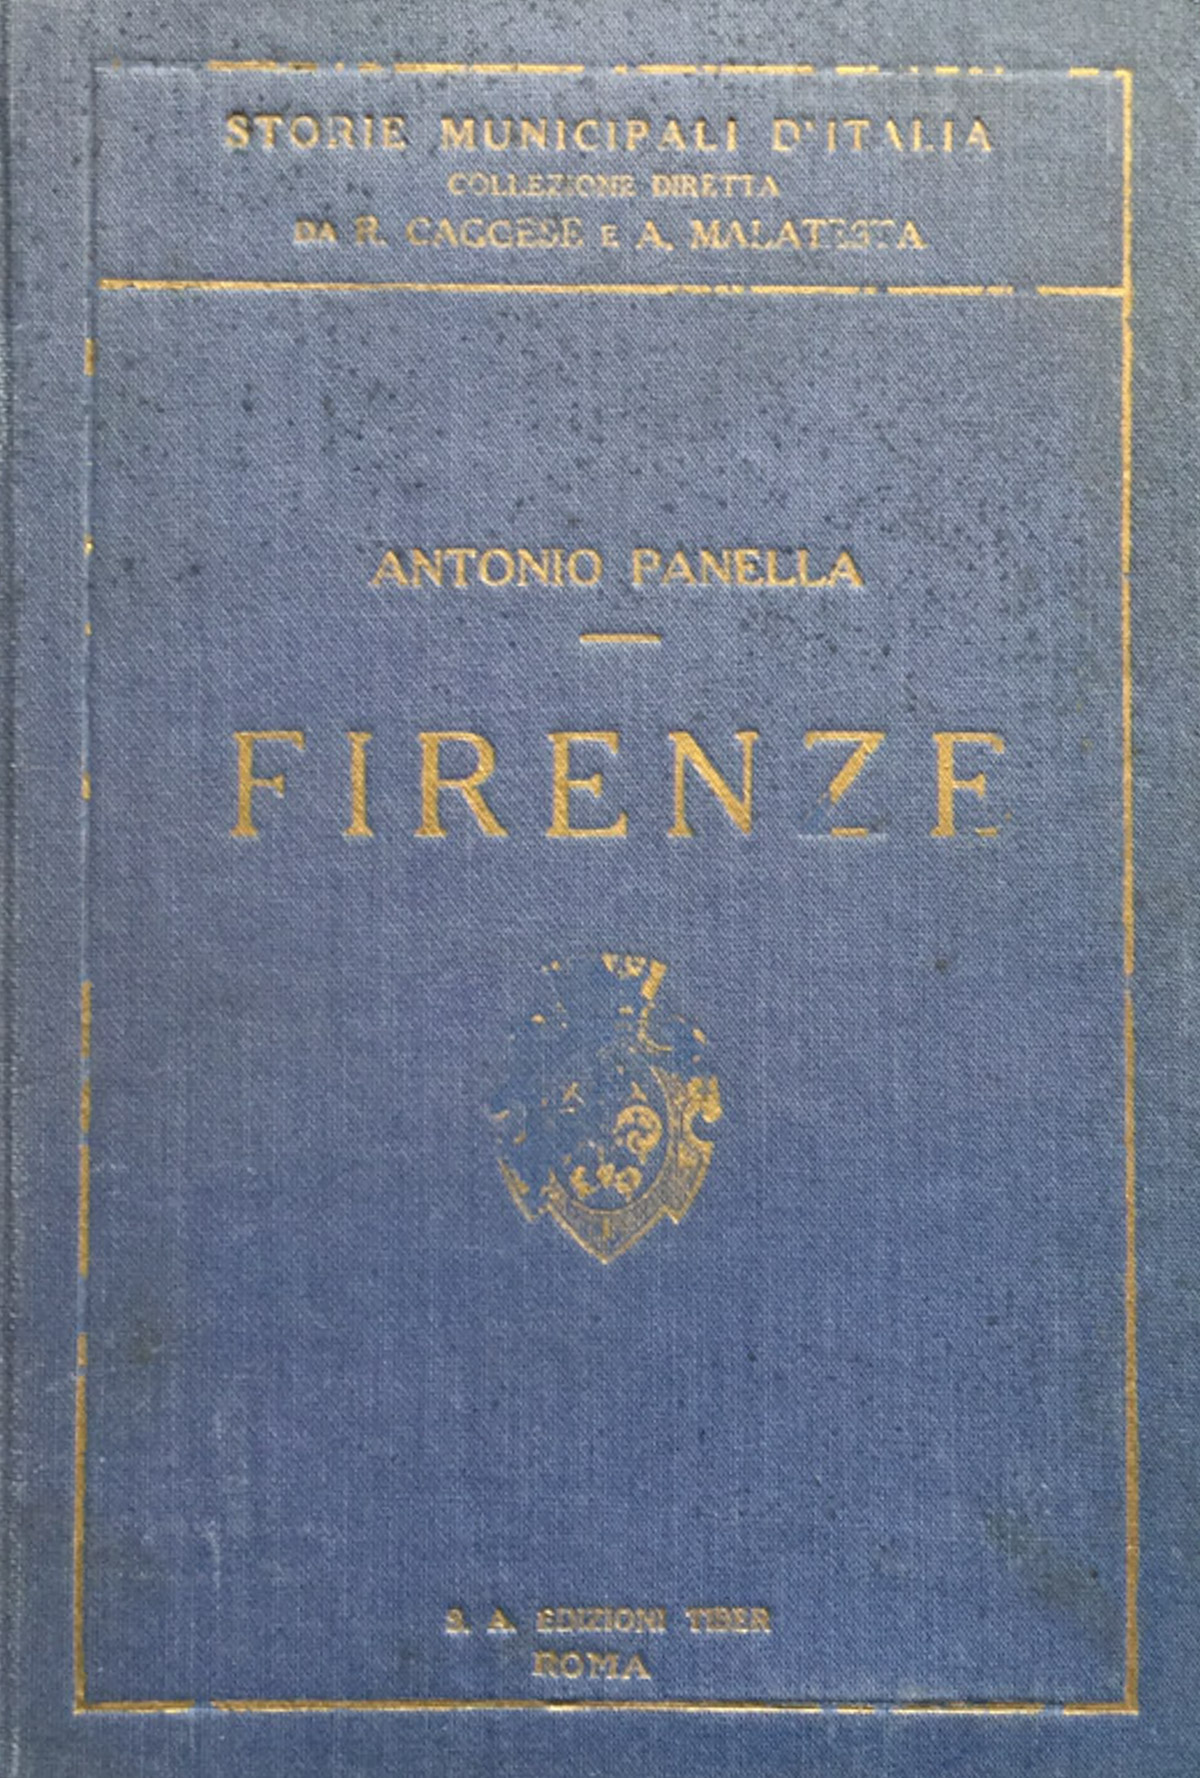 STORIE MUNICIPALI D'ITALIA
COLLEZIONE DIRETTA
DA R. CAGGESE E A. MALATESTA
ANTONIO PANELLA
FIRENZE
S. A. EDIZIONI TIBER
ROMA